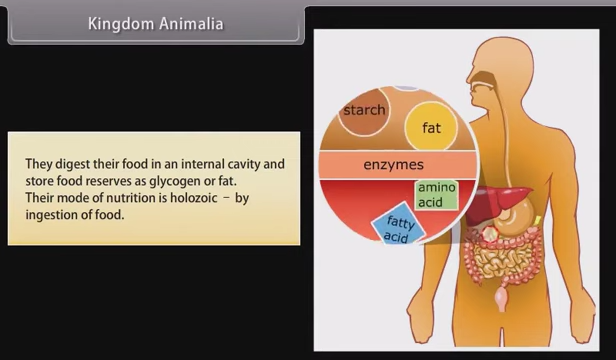 Kingdom Animalia
They digest their food in an internal cavity and
store food reserves as glycogen or fat.
Their mode of nutrition is holozoic – by
ingestion of food.
starch
fat
enzymes
amino
acid
fatty
acid